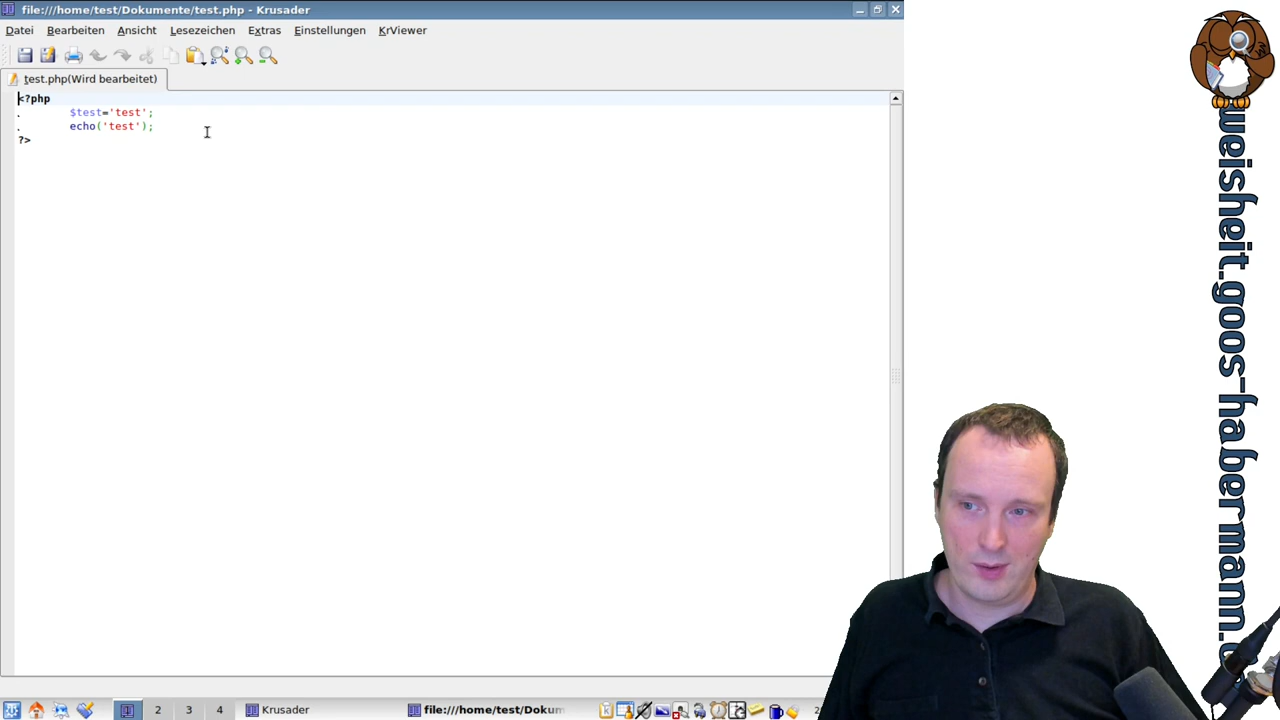 file:///home/test/Dokumente/test.php - Krusader
Datei Bearbeiten Ansicht Lesezeichen Extras Einstellungen KrViewer
test.php(Wird bearbeitet)
<?php
. $test='test';
. echo('test');
?>
2 3 4 Krusader file:///home/test/Dokum
weisheit.goos-habermann.